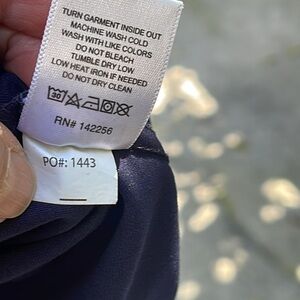 TURN GARMENT INSIDE OUT
MACHINE WASH COLD
WASH WITH LIKE COLORS
DO NOT BLEACH
TUMBLE DRY LOW
LOW HEAT IRON IF NEEDED
DO NOT DRY CLEAN
30
RN# 142256
PO#: 1443